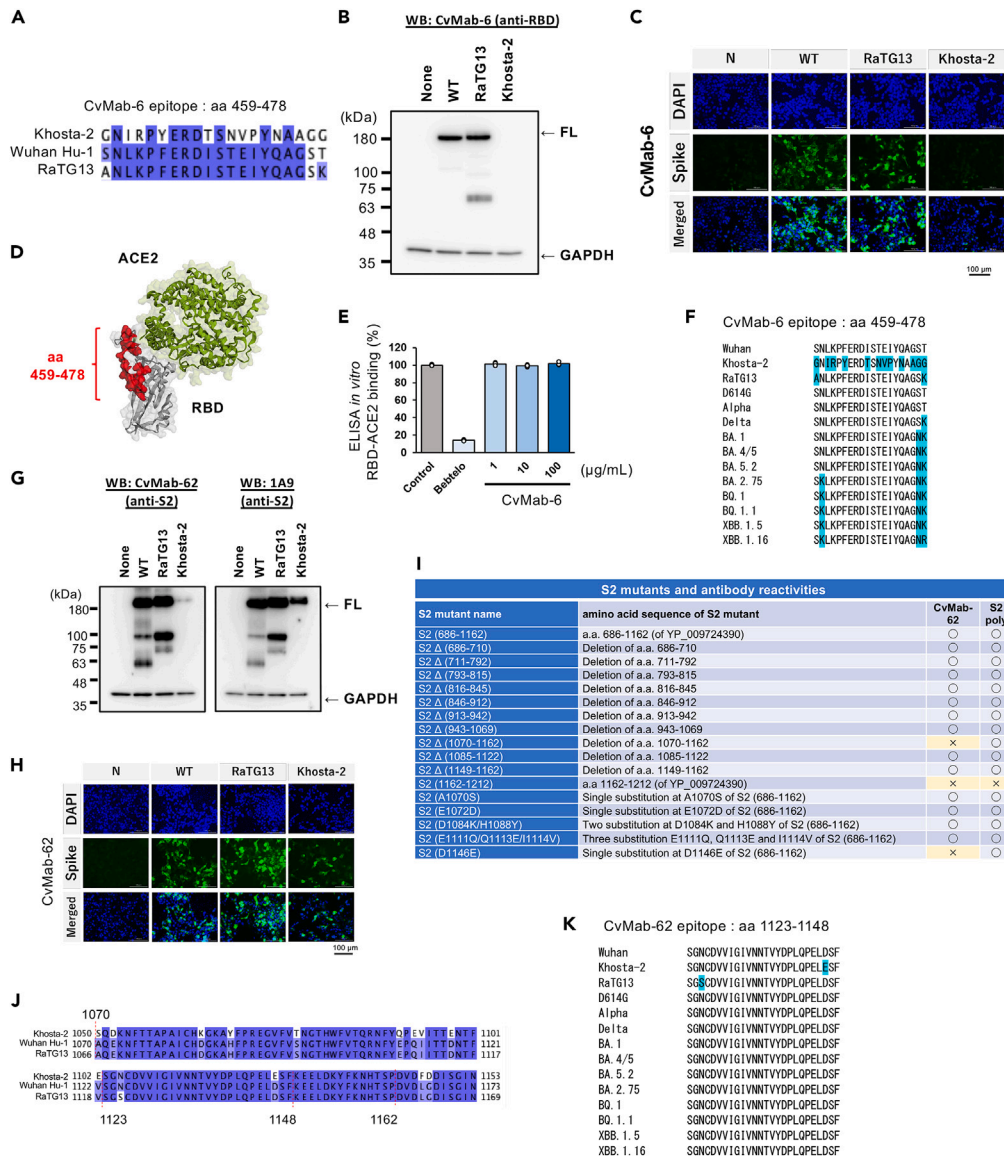 A
CvMab-6 epitope : aa 459-478
Khosta-2 GNIRPYERDTSNVPYNAAGG
Wuhan Hu-1 SNLKPFERDISTEIYQAGST
RaTG13 ANLKPFERDISTEIYQAGSK
B
WB: CvMab-6 (anti-RBD)
None WT RaTG13 Khosta-2
(kDa)
180
100
75
63
48
35
← FL
← GAPDH
C
N WT RaTG13 Khosta-2
CvMab-6
DAPI
Spike
Merged
100 μm
D
ACE2
aa
459-478
RBD
E
ELISA in vitro
RBD-ACE2 binding (%)
120
100
80
60
40
20
0
Control Bebtelo 1 10 100 (μg/mL)
CvMab-6
F
CvMab-6 epitope : aa 459-478
Wuhan SNLKPFERDISTEIYQAGST
Khosta-2 GNIRPYERDTSNVPYNAAGG
RaTG13 ANLKPFERDISTEIYQAGSK
D614G SNLKPFERDISTEIYQAGST
Alpha SNLKPFERDISTEIYQAGST
Delta SNLKPFERDISTEIYQAGSK
BA.1 SNLKPFERDISTEIYQAGNK
BA.4/5 SNLKPFERDISTEIYQAGNK
BA.5.2 SNLKPFERDISTEIYQAGNK
BA.2.75 SKLKPFERDISTEIYQAGNK
BQ.1 SKLKPFERDISTEIYQAGNK
BQ.1.1 SKLKPFERDISTEIYQAGNK
XBB.1.5 SKLKPFERDISTEIYQAGNK
XBB.1.16 SKLKPFERDISTEIYQAGNR
G
WB: CvMab-62
(anti-S2)
WB: 1A9
(anti-S2)
None WT RaTG13 Khosta-2 None WT RaTG13 Khosta-2
(kDa)
180
100
75
63
48
35
← FL
← GAPDH
H
N WT RaTG13 Khosta-2
CvMab-62
DAPI
Spike
Merged
100 μm
I
S2 mutants and antibody reactivities
S2 mutant name amino acid sequence of S2 mutant CvMab-62 S2 poly
S2 (686-1162) a.a. 686-1162 (of YP_009724390) ○ ○
S2 Δ (686-710) Deletion of a.a. 686-710 ○ ○
S2 Δ (711-792) Deletion of a.a. 711-792 ○ ○
S2 Δ (793-815) Deletion of a.a. 793-815 ○ ○
S2 Δ (816-845) Deletion of a.a. 816-845 ○ ○
S2 Δ (846-912) Deletion of a.a. 846-912 ○ ○
S2 Δ (913-942) Deletion of a.a. 913-942 ○ ○
S2 Δ (943-1069) Deletion of a.a. 943-1069 ○ ○
S2 Δ (1070-1162) Deletion of a.a. 1070-1162 × ○
S2 Δ (1085-1122) Deletion of a.a. 1085-1122 ○ ○
S2 Δ (1149-1162) Deletion of a.a. 1149-1162 ○ ○
S2 (1162-1212) a.a 1162-1212 (of YP_009724390) × ×
S2 (A1070S) Single substitution at A1070S of S2 (686-1162) ○ ○
S2 (E1072D) Single substitution at E1072D of S2 (686-1162) ○ ○
S2 (D1084K/H1088Y) Two substitution at D1084K and H1088Y of S2 (686-1162) ○ ○
S2 (E1111Q/Q1113E/I1114V) Three substitution E1111Q, Q1113E and I1114V of S2 (686-1162) ○ ○
S2 (D1146E) Single substitution at D1146E of S2 (686-1162) × ○
J
1070
Khosta-2 1050 SQDKNFTTAPAICHKGKAYFPREGVFVTNGTHWFVTQRNFYQPEVITTENTF 1101
Wuhan Hu-1 1070 AQEKNFTTAPAICHDGKAHFPREGVFVSNGTHWFVTQRNFYEPQIITTDNTF 1121
RaTG13 1066 AQEKNFTTAPAICHDGKAHFPREGVFVSNGTHWFVTQRNFYEPQIITTDNTF 1117
Khosta-2 1102 ESGNCDVVIGIVNNTVYDPLQPELESFKEELDKYFKNHTSPDVDFDDISGIN 1153
Wuhan Hu-1 1122 VSGNCDVVIGIVNNTVYDPLQPELDSFKEELDKYFKNHTSPDVDLGDISGIN 1173
RaTG13 1118 VSGSCDVVIGIVNNTVYDPLQPELDSFKEELDKYFKNHTSPDVDLGDISGIN 1169
1123 1148 1162
K
CvMab-62 epitope : aa 1123-1148
Wuhan SGNCDVVIGIVNNTVYDPLQPELDSF
Khosta-2 SGNCDVVIGIVNNTVYDPLQPELESF
RaTG13 SGSCDVVIGIVNNTVYDPLQPELDSF
D614G SGNCDVVIGIVNNTVYDPLQPELDSF
Alpha SGNCDVVIGIVNNTVYDPLQPELDSF
Delta SGNCDVVIGIVNNTVYDPLQPELDSF
BA.1 SGNCDVVIGIVNNTVYDPLQPELDSF
BA.4/5 SGNCDVVIGIVNNTVYDPLQPELDSF
BA.5.2 SGNCDVVIGIVNNTVYDPLQPELDSF
BA.2.75 SGNCDVVIGIVNNTVYDPLQPELDSF
BQ.1 SGNCDVVIGIVNNTVYDPLQPELDSF
BQ.1.1 SGNCDVVIGIVNNTVYDPLQPELDSF
XBB.1.5 SGNCDVVIGIVNNTVYDPLQPELDSF
XBB.1.16 SGNCDVVIGIVNNTVYDPLQPELDSF